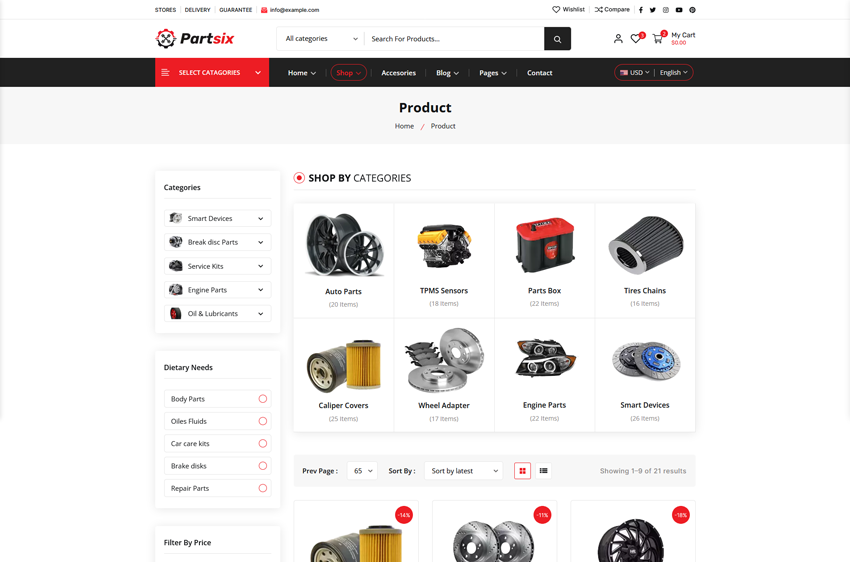 STORES DELIVERY GUARANTEE info@example.com Wishlist Compare
Partsix All categories Search For Products... 5 2 My Cart
$0.00
SELECT CATAGORIES Home Shop Accesories Blog Pages Contact USD English
Product
Home / Product
Categories
Smart Devices
Break disc Parts
Service Kits
Engine Parts
Oil & Lubricants
Dietary Needs
Body Parts
Oiles Fluids
Car care kits
Brake disks
Repair Parts
Filter By Price
SHOP BY CATEGORIES
Auto Parts TPMS Sensors Parts Box Tires Chains
(20 Items) (18 Items) (22 Items) (16 Items)
Caliper Covers Wheel Adapter Engine Parts Smart Devices
(25 Items) (17 Items) (22 Items) (26 Items)
Prev Page : 65 Sort By : Sort by latest Showing 1-9 of 21 results
-14% -11% -18%